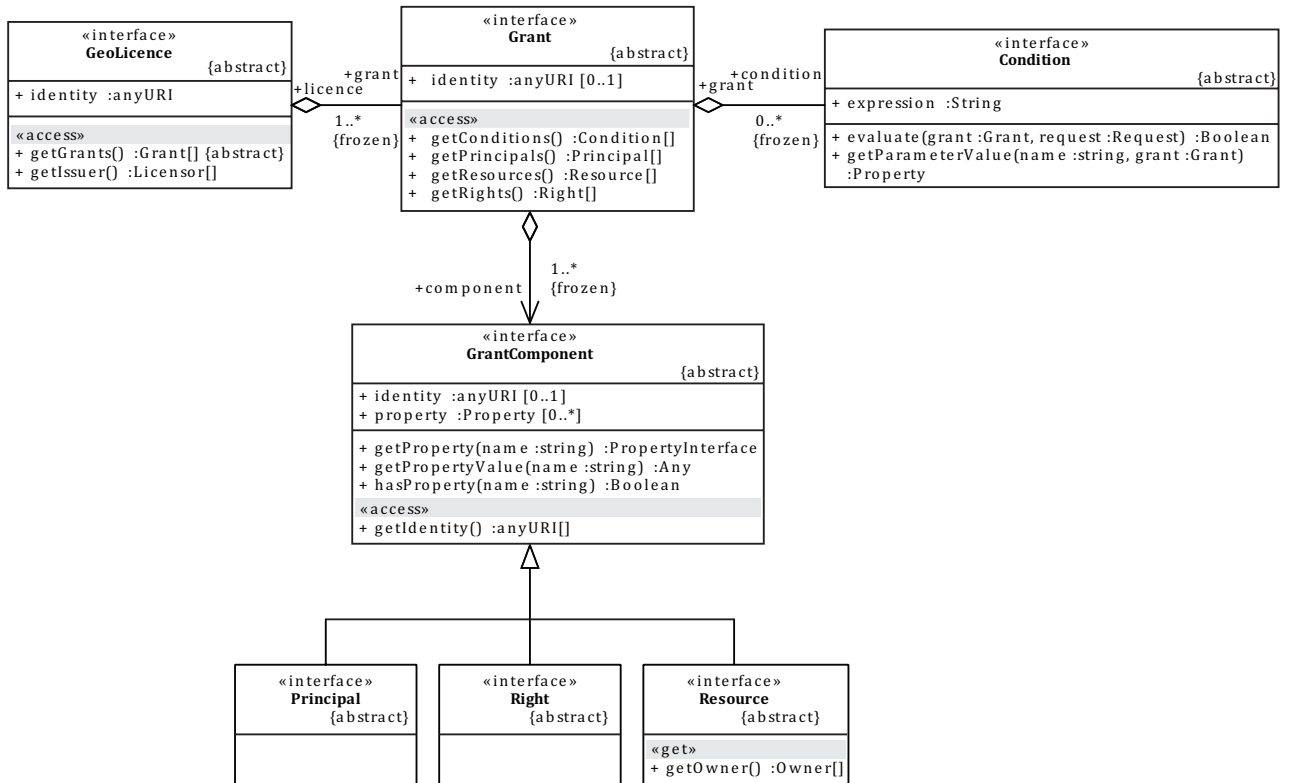 «interface»
GeoLicence
{abstract}
+ identity :anyURI
«access»
+ getGrants() :Grant[] {abstract}
+ getIssuer() :Licensor[]
+grant
+licence
1..*
{frozen}
«interface»
Grant
{abstract}
+ identity :anyURI [0..1]
«access»
+ getConditions() :Condition[]
+ getPrincipals() :Principal[]
+ getResources() :Resource[]
+ getRights() :Right[]
+condition
+grant
0..*
{frozen}
«interface»
Condition
{abstract}
+ expression :String
+ evaluate(grant :Grant, request :Request) :Boolean
+ getParameterValue(name :string, grant :Grant)
:Property
1..*
+component {frozen}
«interface»
GrantComponent
{abstract}
+ identity :anyURI [0..1]
+ property :Property [0..*]
+ getProperty(name :string) :PropertyInterface
+ getPropertyValue(name :string) :Any
+ hasProperty(name :string) :Boolean
«access»
+ getIdentity() :anyURI[]
«interface»
Principal
{abstract}
«interface»
Right
{abstract}
«interface»
Resource
{abstract}
«get»
+ getOwner() :Owner[]